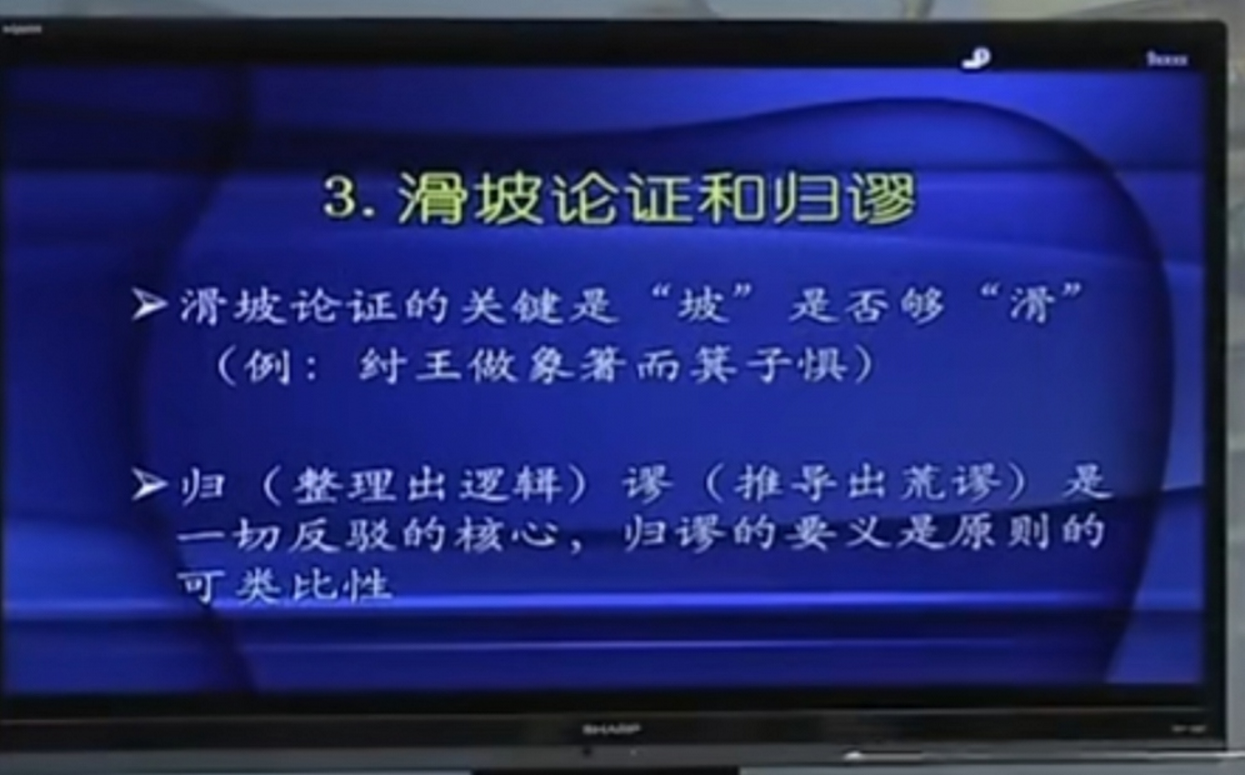 3. 滑坡论证和归谬
➢滑坡论证的关键是“坡”是否够“滑”
（例：纣王做象箸而箕子惧）
➢归（整理出逻辑）谬（推导出荒谬）是
一切反驳的核心，归谬的要义是原则的
可类比性
SHARP